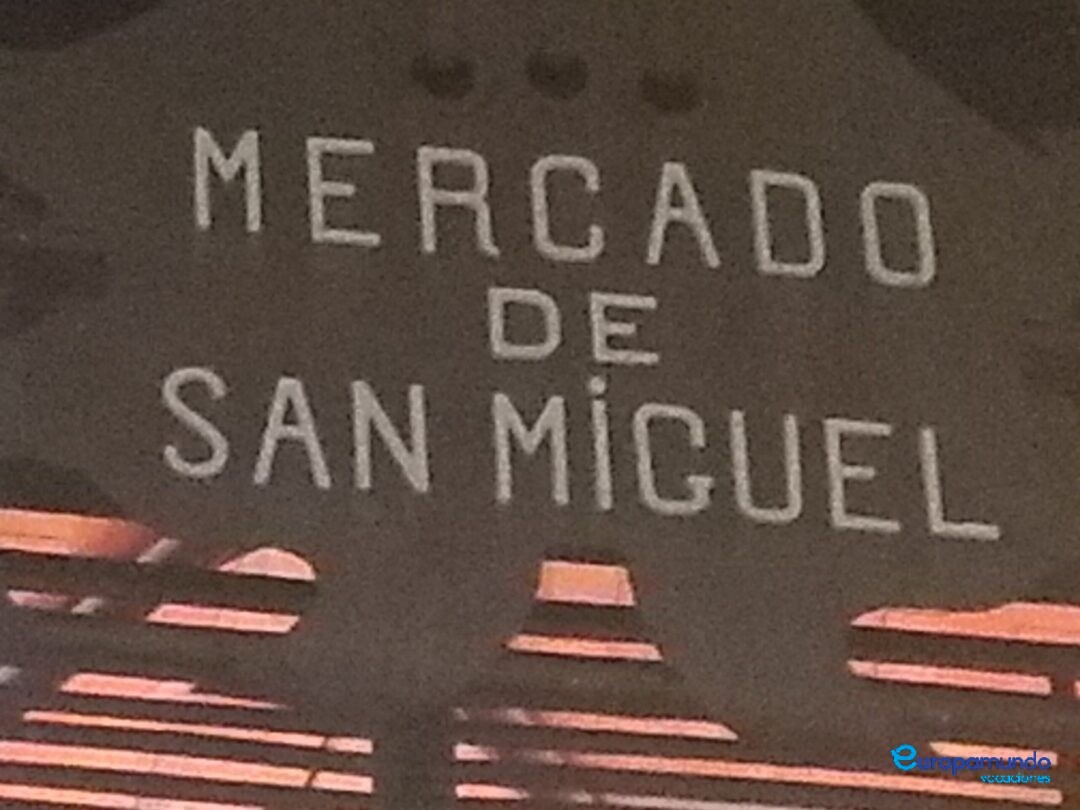 MERCADO
DE
SAN MiGUEL
europamundo
vacaciones